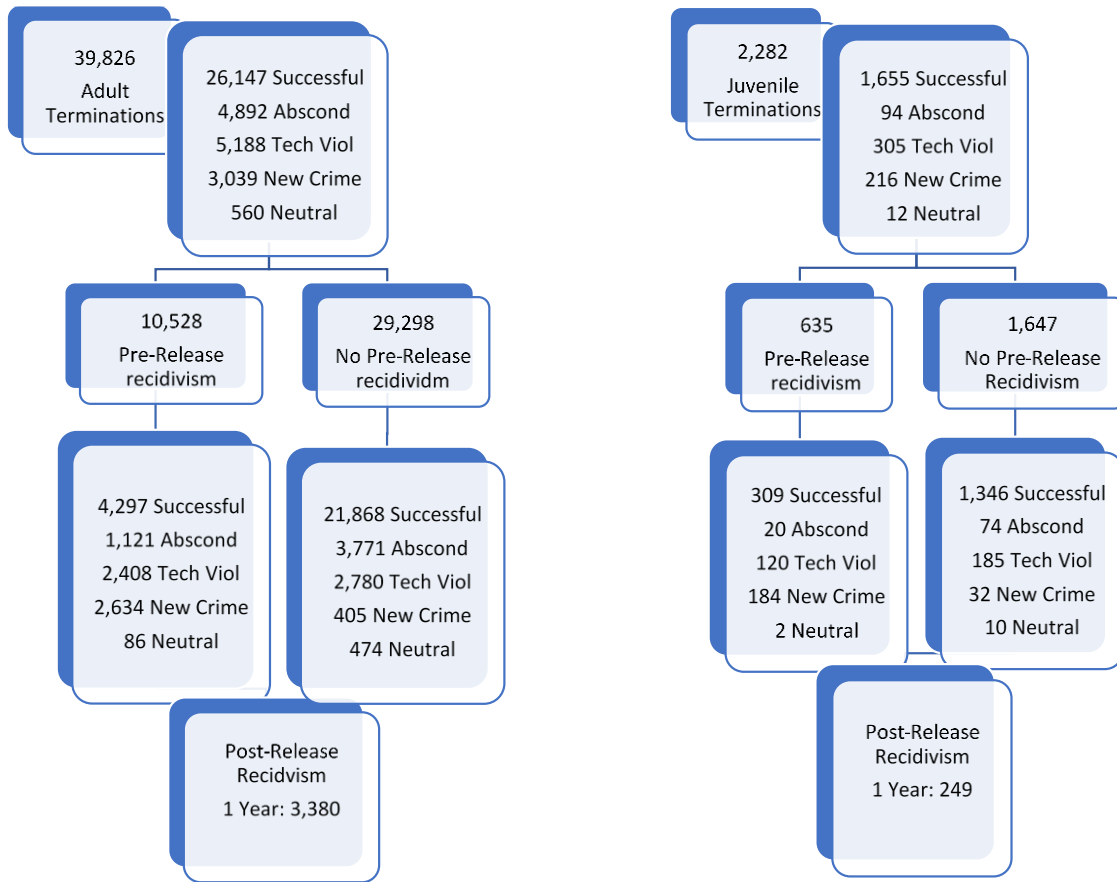 39,826
Adult
Terminations
26,147 Successful
4,892 Abscond
5,188 Tech Viol
3,039 New Crime
560 Neutral
10,528
Pre-Release
recidivism
29,298
No Pre-Release
recidividm
4,297 Successful
1,121 Abscond
2,408 Tech Viol
2,634 New Crime
86 Neutral
21,868 Successful
3,771 Abscond
2,780 Tech Viol
405 New Crime
474 Neutral
Post-Release
Recidvism
1 Year: 3,380
2,282
Juvenile
Terminations
1,655 Successful
94 Abscond
305 Tech Viol
216 New Crime
12 Neutral
635
Pre-Release
recidivism
1,647
No Pre-Release
Recidivism
309 Successful
20 Abscond
120 Tech Viol
184 New Crime
2 Neutral
1,346 Successful
74 Abscond
185 Tech Viol
32 New Crime
10 Neutral
Post-Release
Recidivism
1 Year: 249